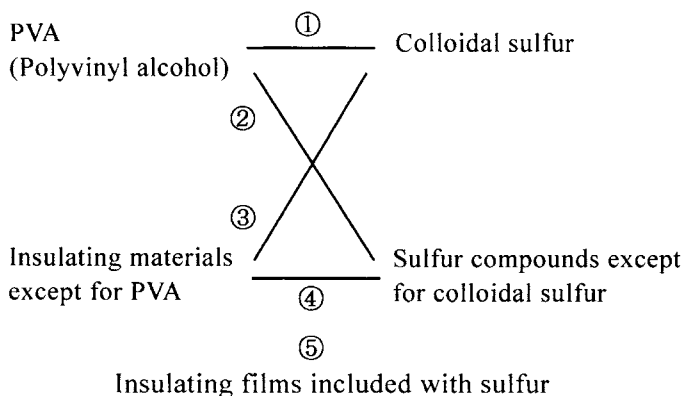 ①
PVA
(Polyvinyl alcohol)
Colloidal sulfur
②
③
Insulating materials
except for PVA
Sulfur compounds except
for colloidal sulfur
④
⑤
Insulating films included with sulfur